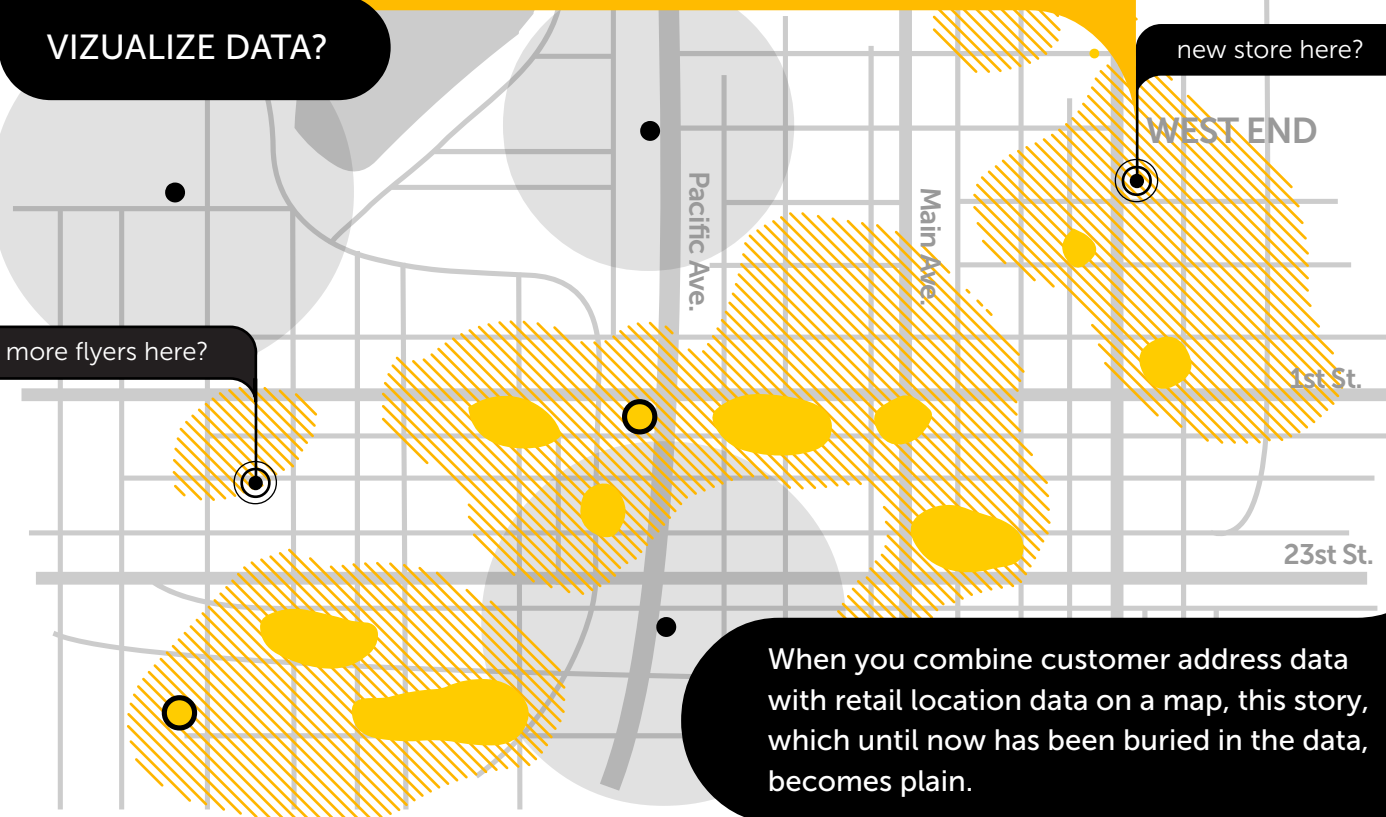 VIZUALIZE DATA?
new store here?
WEST END
Pacific Ave.
Main Ave.
more flyers here?
1st St.
23st St.
When you combine customer address data
with retail location data on a map, this story,
which until now has been buried in the data,
becomes plain.